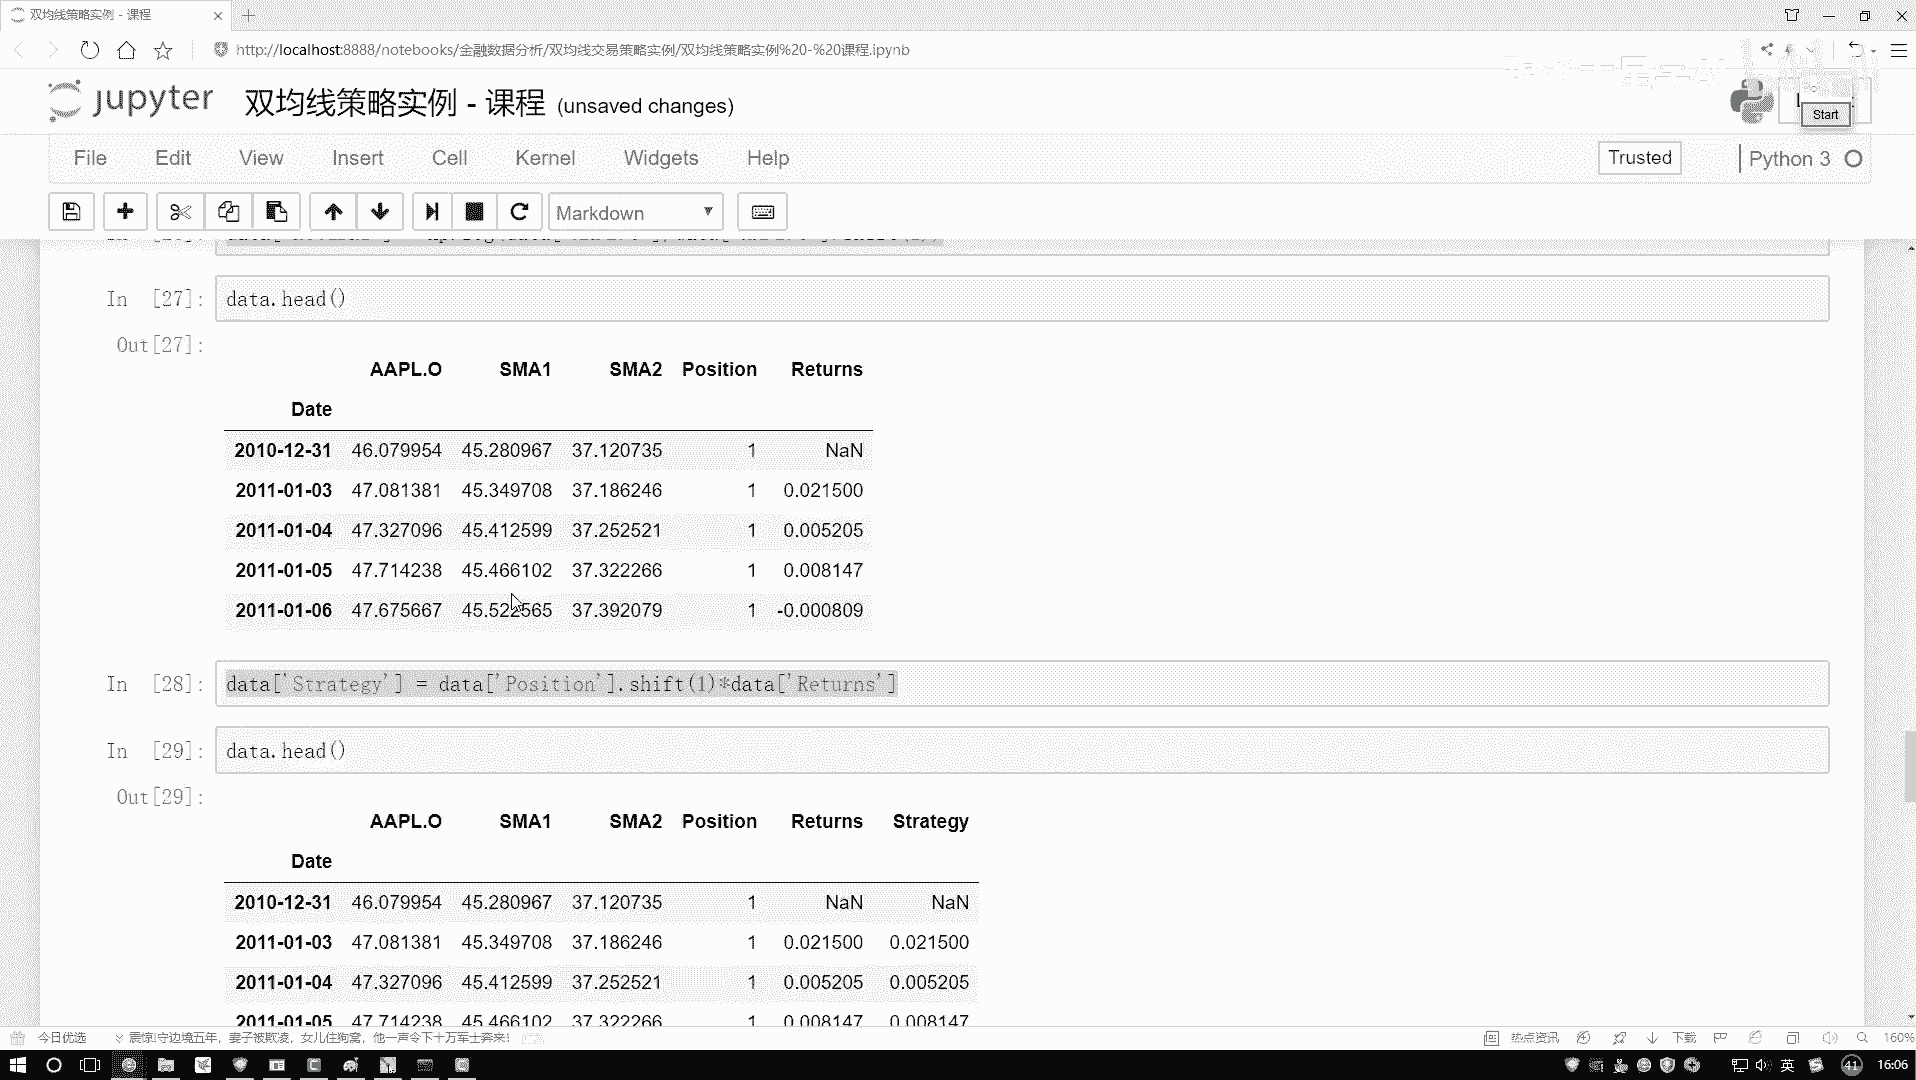 双均线策略实例 - 课程
http://localhost:8888/notebooks/金融数据分析/双均线交易策略实例/双均线策略实例%20-%20课程.ipynb
jupyter 双均线策略实例 - 课程 (unsaved changes)
Start
File Edit View Insert Cell Kernel Widgets Help
Trusted
Python 3
Markdown
In [27]: data.head()
Out[27]:
AAPL.O SMA1 SMA2 Position Returns
Date
2010-12-31 46.079954 45.280967 37.120735 1 NaN
2011-01-03 47.081381 45.349708 37.186246 1 0.021500
2011-01-04 47.327096 45.412599 37.252521 1 0.005205
2011-01-05 47.714238 45.466102 37.322266 1 0.008147
2011-01-06 47.675667 45.522565 37.392079 1 -0.000809
In [28]: data['Strategy'] = data['Position'].shift(1)*data['Returns']
In [29]: data.head()
Out[29]:
AAPL.O SMA1 SMA2 Position Returns Strategy
Date
2010-12-31 46.079954 45.280967 37.120735 1 NaN NaN
2011-01-03 47.081381 45.349708 37.186246 1 0.021500 0.021500
2011-01-04 47.327096 45.412599 37.252521 1 0.005205 0.005205
2011-01-05 47.714238 45.466102 37.322266 1 0.008147 0.008147
今日优选 震惊!守边境五年，妻子被欺凌，女儿住狗窝，他一声令下十万军士奔来!
热点资讯 下载 160%
英 41 16:06